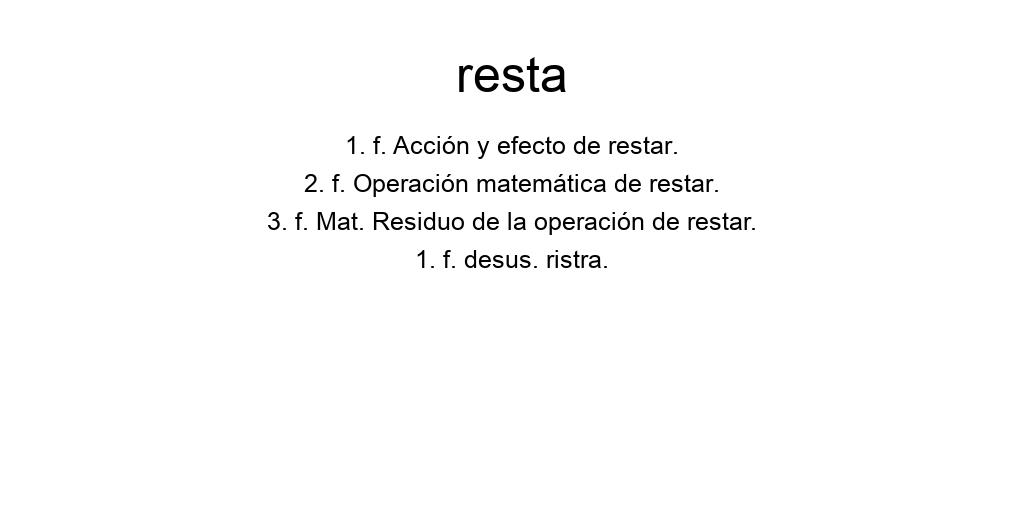 resta
1. f. Acción y efecto de restar.
2. f. Operación matemática de restar.
3. f. Mat. Residuo de la operación de restar.
1. f. desus. ristra.